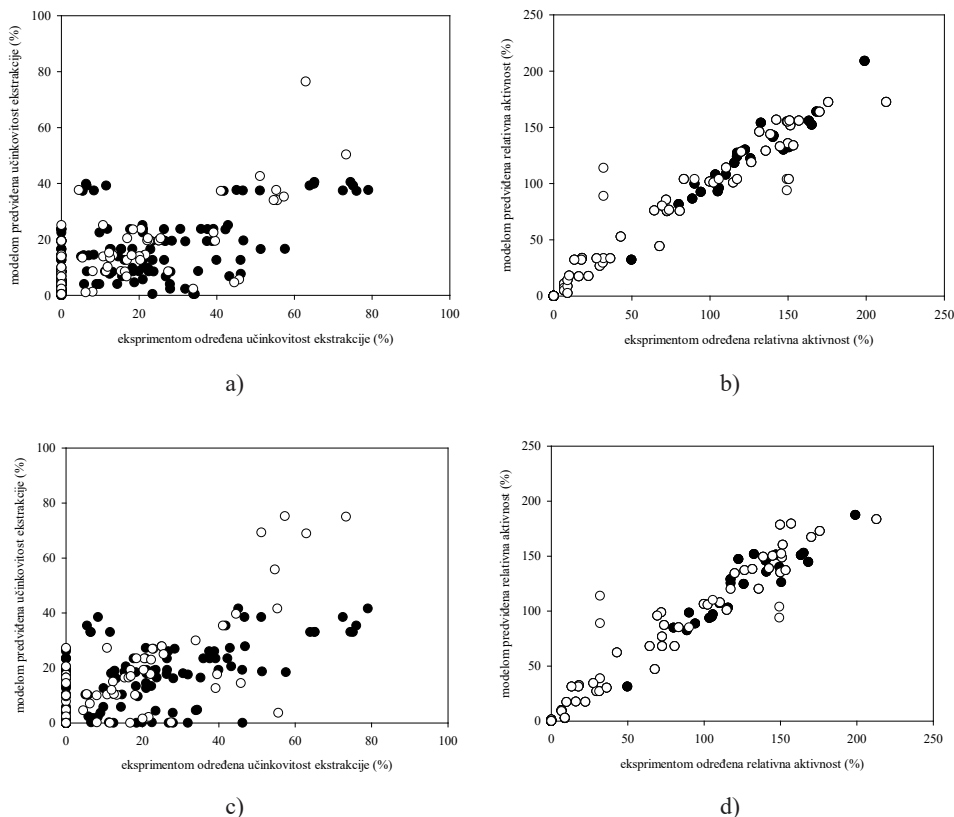 modelom predviđena učinkovitost ekstrakcije (%)
100
80
60
40
20
0
0 20 40 60 80 100
eksprimentom određena učinkovitost ekstrakcije (%)
a)
modelom predviđena relativna aktivnost (%)
250
200
150
100
50
0
0 50 100 150 200 250
eksprimentom određena relativna aktivnost (%)
b)
modelom predviđena učinkovitost ekstrakcije (%)
100
80
60
40
20
0
0 20 40 60 80 100
eksprimentom određena učinkovitost ekstrakcije (%)
c)
modelom predviđena relativna aktivnost (%)
250
200
150
100
50
0
0 50 100 150 200 250
eksprimentom određena relativna aktivnost (%)
d)